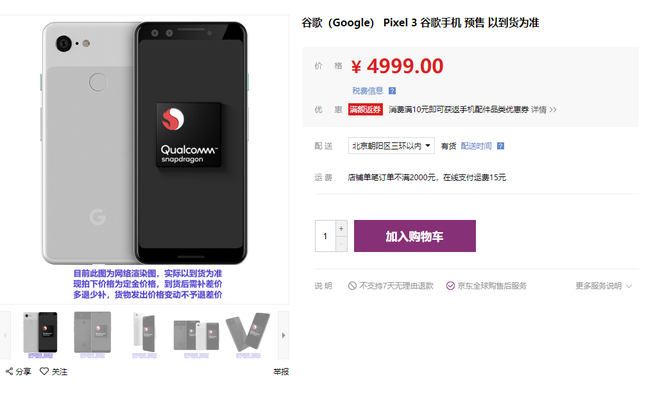 谷歌（Google） Pixel 3 谷歌手机 预售 以到货为准
价 格 ¥ 4999.00
税费信息 ?
优 惠 满额返券 消费满10元即可获返手机配件品类优惠券 详情 >>
配 送 北京朝阳区三环以内 有货 配送时间 ?
运 费 店铺单笔订单不满2000元，在线支付运费15元
1 + - 加入购物车
说 明 不支持7天无理由退款 京东全球购售后服务 更多服务说明
Qualcomm
snapdragon
G
目前此图为网络渲染图，实际以到货为准
现拍下价格为定金价格，到货后需补差价
多退少补，货物发出价格变动不予退差价
分享 关注 举报